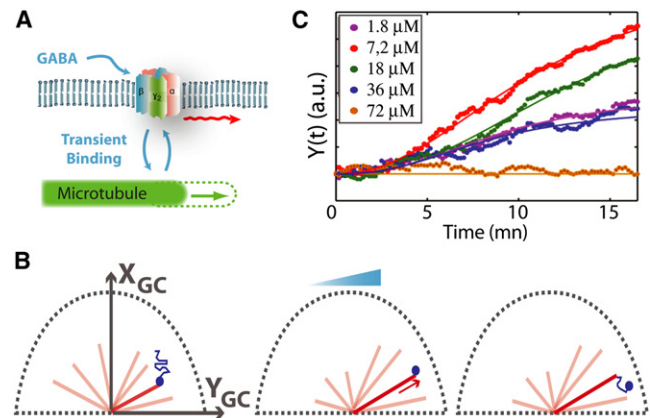 A
GABA
β
γ2
α
Transient
Binding
Microtubule
C
1.8 μM
7,2 μM
18 μM
36 μM
72 μM
Y(t) (a.u.)
0
5
10
15
Time (mn)
B
XGC
YGC